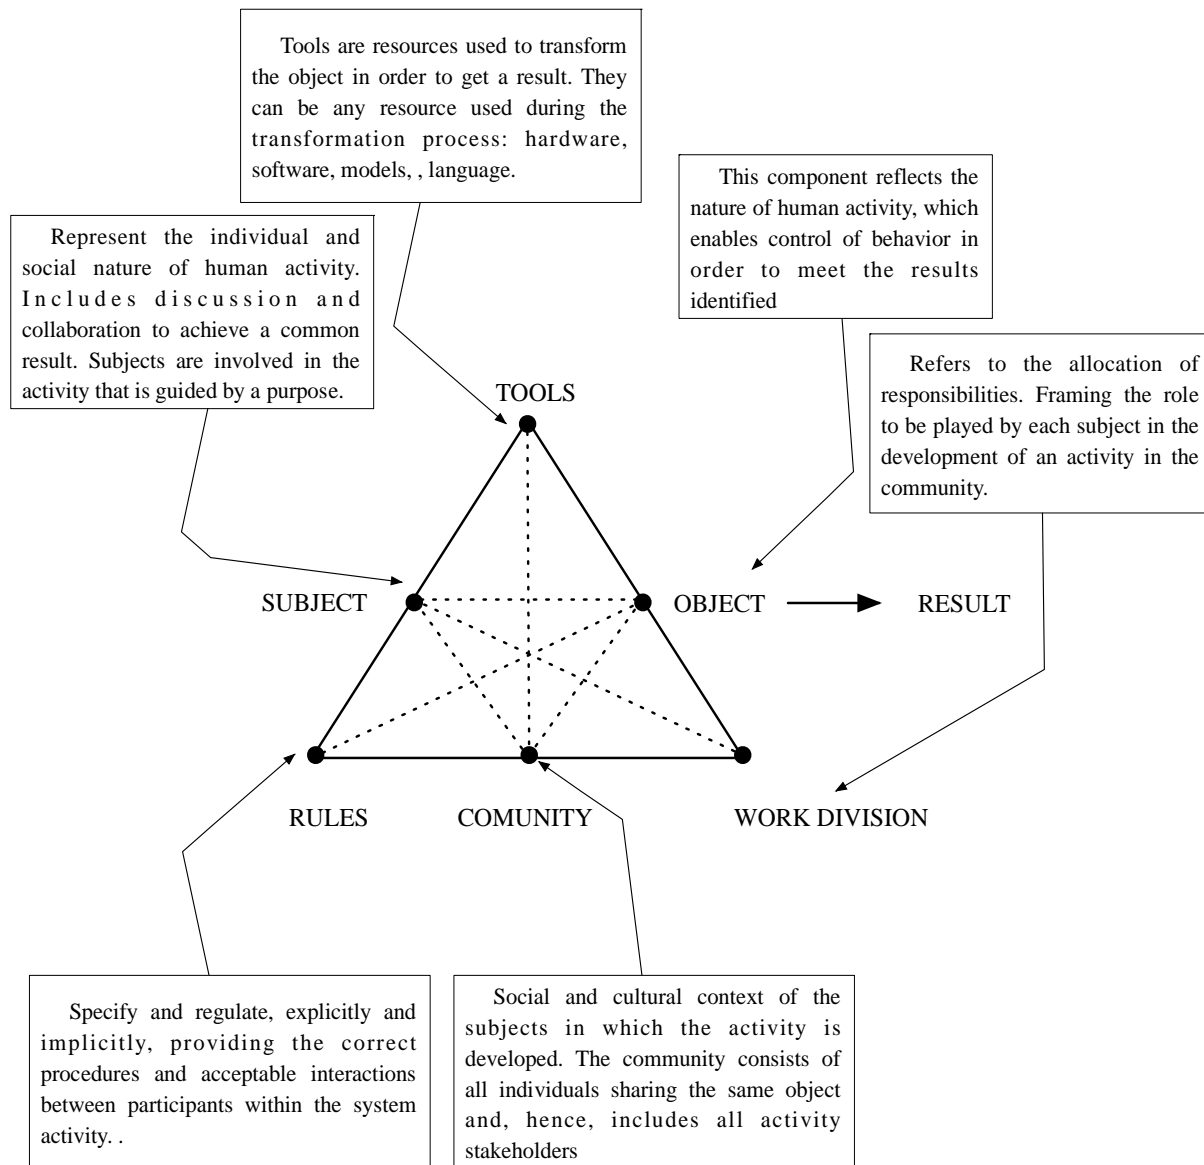 Tools are resources used to transform
the object in order to get a result. They
can be any resource used during the
transformation process: hardware,
software, models, , language.
This component reflects the
nature of human activity, which
enables control of behavior in
order to meet the results
identified
Represent the individual and
social nature of human activity.
Includes discussion and
collaboration to achieve a common
result. Subjects are involved in the
activity that is guided by a purpose.
Refers to the allocation of
responsibilities. Framing the role
to be played by each subject in the
development of an activity in the
community.
TOOLS
SUBJECT
OBJECT
RESULT
RULES
COMUNITY
WORK DIVISION
Specify and regulate, explicitly and
implicitly, providing the correct
procedures and acceptable interactions
between participants within the system
activity. .
Social and cultural context of the
subjects in which the activity is
developed. The community consists of
all individuals sharing the same object
and, hence, includes all activity
stakeholders